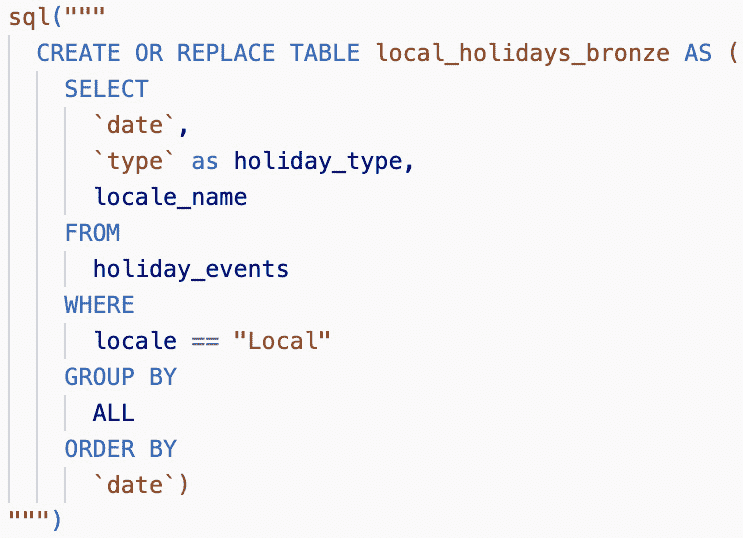 sql("""
CREATE OR REPLACE TABLE local_holidays_bronze AS (
SELECT
`date`,
`type` as holiday_type,
locale_name
FROM
holiday_events
WHERE
locale == "Local"
GROUP BY
ALL
ORDER BY
`date`)
""")